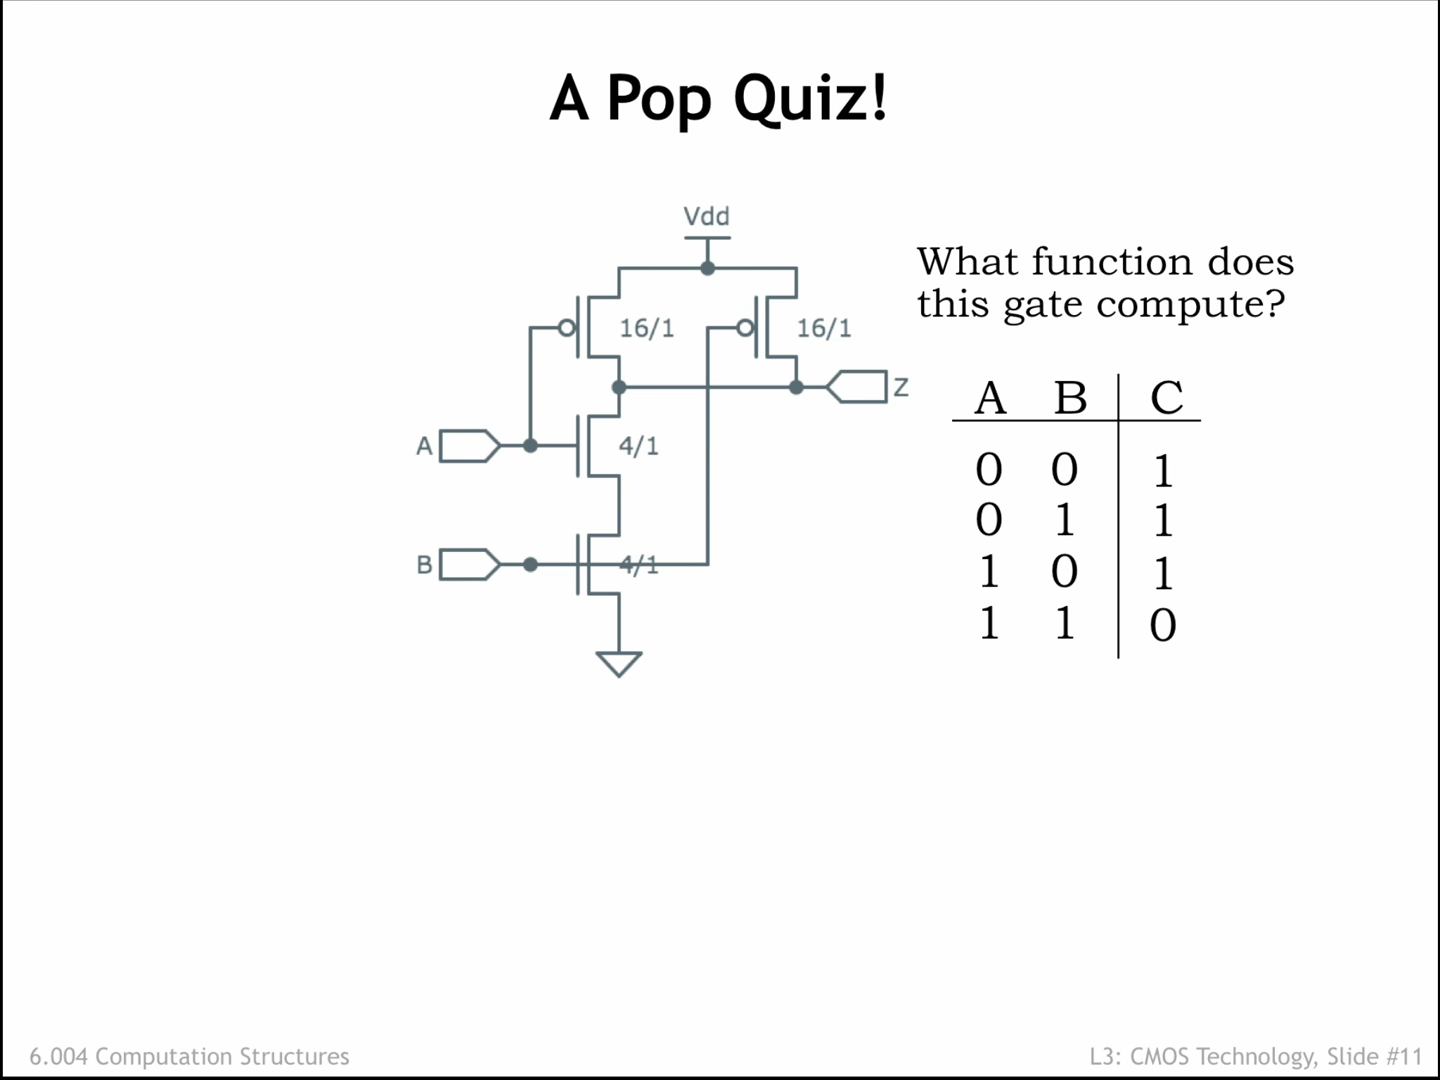 A Pop Quiz!
Vdd
What function does
this gate compute?
16/1
16/1
Z
A
4/1
B
4/1
A B C
0 0 1
0 1 1
1 0 1
1 1 0
6.004 Computation Structures
L3: CMOS Technology, Slide #11